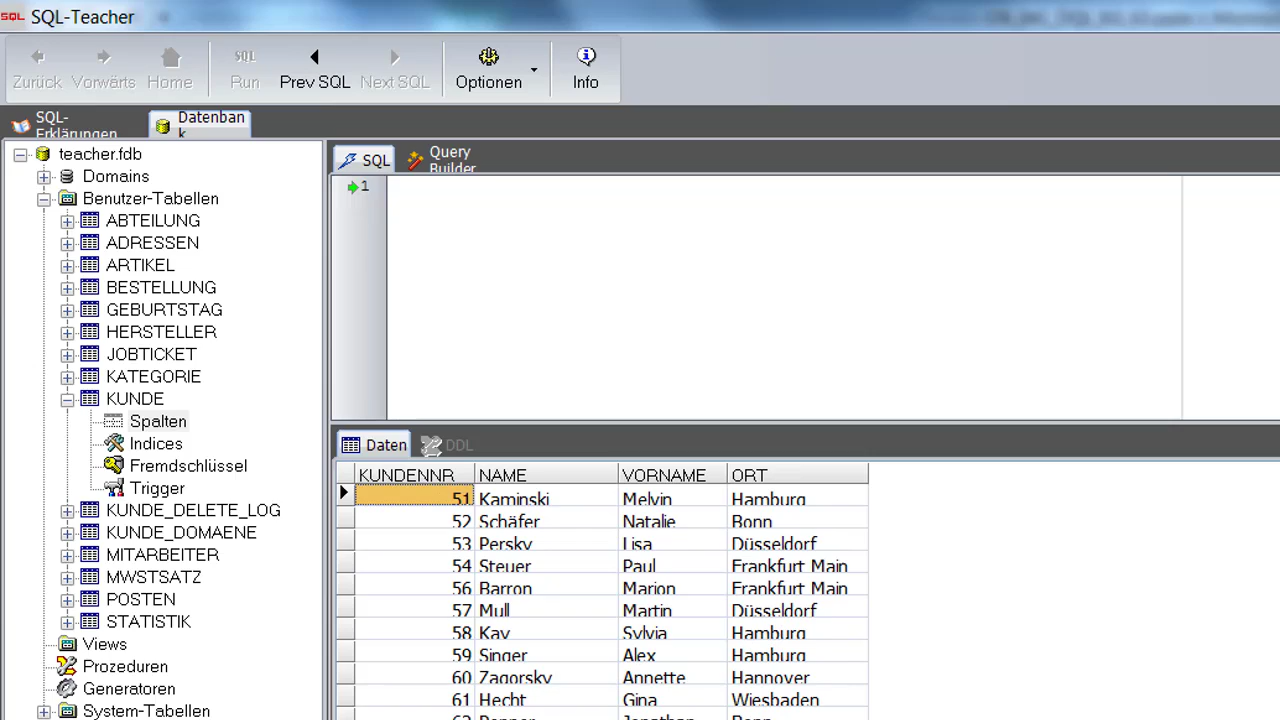 SQL SQL-Teacher
Zurück Vorwärts Home SQL Run Prev SQL Next SQL Optionen Info
SQL-Erklärungen
Datenbank
teacher.fdb
Domains
Benutzer-Tabellen
ABTEILUNG
ADRESSEN
ARTIKEL
BESTELLUNG
GEBURTSTAG
HERSTELLER
JOBTICKET
KATEGORIE
KUNDE
Spalten
Indices
Fremdschlüssel
Trigger
KUNDE_DELETE_LOG
KUNDE_DOMAENE
MITARBEITER
MWSTSATZ
POSTEN
STATISTIK
Views
Prozeduren
Generatoren
System-Tabellen
SQL
Query Builder
1
Daten DDL
KUNDENNR NAME VORNAME ORT
51 Kaminski Melvin Hamburg
52 Schäfer Natalie Bonn
53 Persky Lisa Düsseldorf
54 Steuer Paul Frankfurt Main
56 Barron Marion Frankfurt Main
57 Mull Martin Düsseldorf
58 Kay Sylvia Hamburg
59 Singer Alex Hamburg
60 Zagorsky Annette Hannover
61 Hecht Gina Wiesbaden